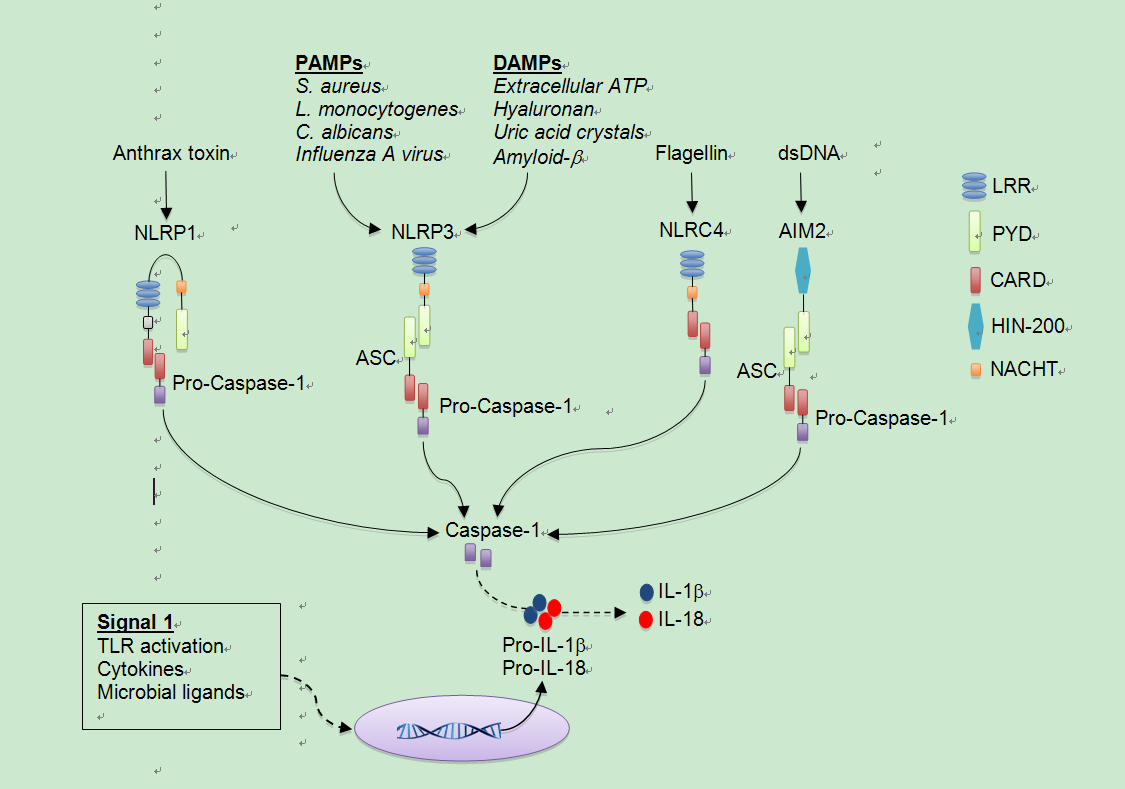 PAMPs
S. aureus
L. monocytogenes
C. albicans
Influenza A virus
DAMPs
Extracellular ATP
Hyaluronan
Uric acid crystals
Amyloid-β
Anthrax toxin
Flagellin
dsDNA
NLRP1
NLRP3
NLRC4
AIM2
LRR
PYD
CARD
HIN-200
NACHT
ASC
ASC
Pro-Caspase-1
Pro-Caspase-1
Pro-Caspase-1
Caspase-1
IL-1β
IL-18
Pro-IL-1β
Pro-IL-18
Signal 1
TLR activation
Cytokines
Microbial ligands